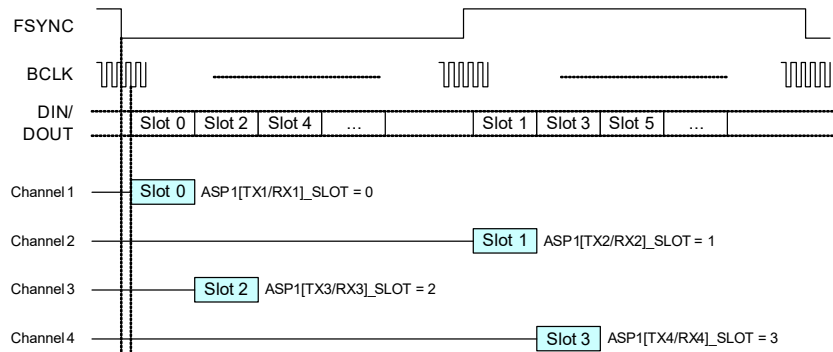 FSYNC
BCLK
DIN/
DOUT
Slot 0 Slot 2 Slot 4 ... Slot 1 Slot 3 Slot 5 ...
Channel 1 Slot 0 ASP1[TX1/RX1]_SLOT = 0
Channel 2 Slot 1 ASP1[TX2/RX2]_SLOT = 1
Channel 3 Slot 2 ASP1[TX3/RX3]_SLOT = 2
Channel 4 Slot 3 ASP1[TX4/RX4]_SLOT = 3